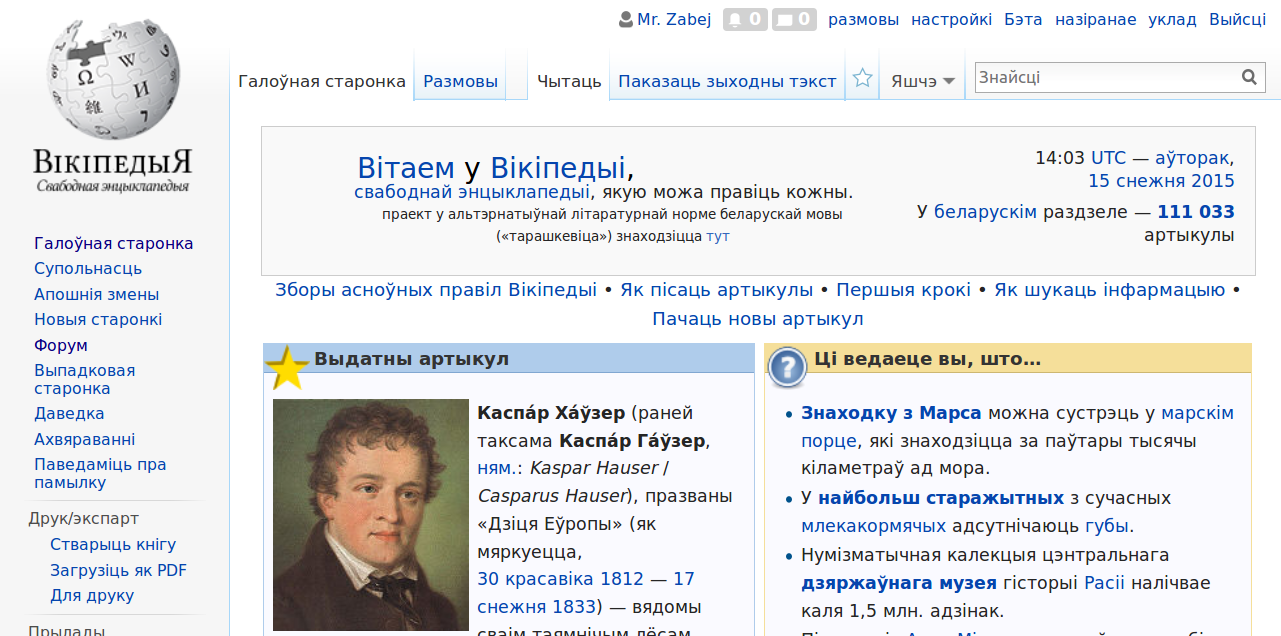 Mr. Zabej 0 0 размовы настройкі Бэта назіранае уклад Выйсці
Галоўная старонка Размовы Чытаць Паказаць зыходны тэкст Яшчэ Знайсці
Ω W И 維
ВікіпедыЯ
Свабодная энцыклапедыя
Галоўная старонка
Супольнасць
Апошнія змены
Новыя старонкі
Форум
Выпадковая
старонка
Даведка
Ахвяраванні
Паведаміць пра
памылку
Друк/экспарт
Стварыць кнігу
Загрузіць як PDF
Для друку
Прылады
Вітаем у Вікіпедыі,
свабоднай энцыклапедыі, якую можа правіць кожны.
праект у альтэрнатыўнай літаратурнай норме беларускай мовы
(«тарашкевіца») знаходзіцца тут
14:03 UTC — аўторак,
15 снежня 2015
У беларускім раздзеле — 111 033
артыкулы
Зборы асноўных правіл Вікіпедыі • Як пісаць артыкулы • Першыя крокі • Як шукаць інфармацыю •
Пачаць новы артыкул
Выдатны артыкул
Каспа́р Ха́ўзер (раней
таксама Каспа́р Га́ўзер,
ням.: Kaspar Hauser /
Casparus Hauser), празваны
«Дзіця Еўропы» (як
мяркуецца,
30 красавіка 1812 — 17
снежня 1833) — вядомы
сваім таямнічым лёсам
? Ці ведаеце вы, што...
• Знаходку з Марса можна сустрэць у марскім
порце, які знаходзіцца за паўтары тысячы
кіламетраў ад мора.
• У найбольш старажытных з сучасных
млекакормячых адсутнічаюць губы.
• Нумізматычная калекцыя цэнтральнага
дзяржаўнага музея гісторыі Расіі налічвае
каля 1,5 млн. адзінак.